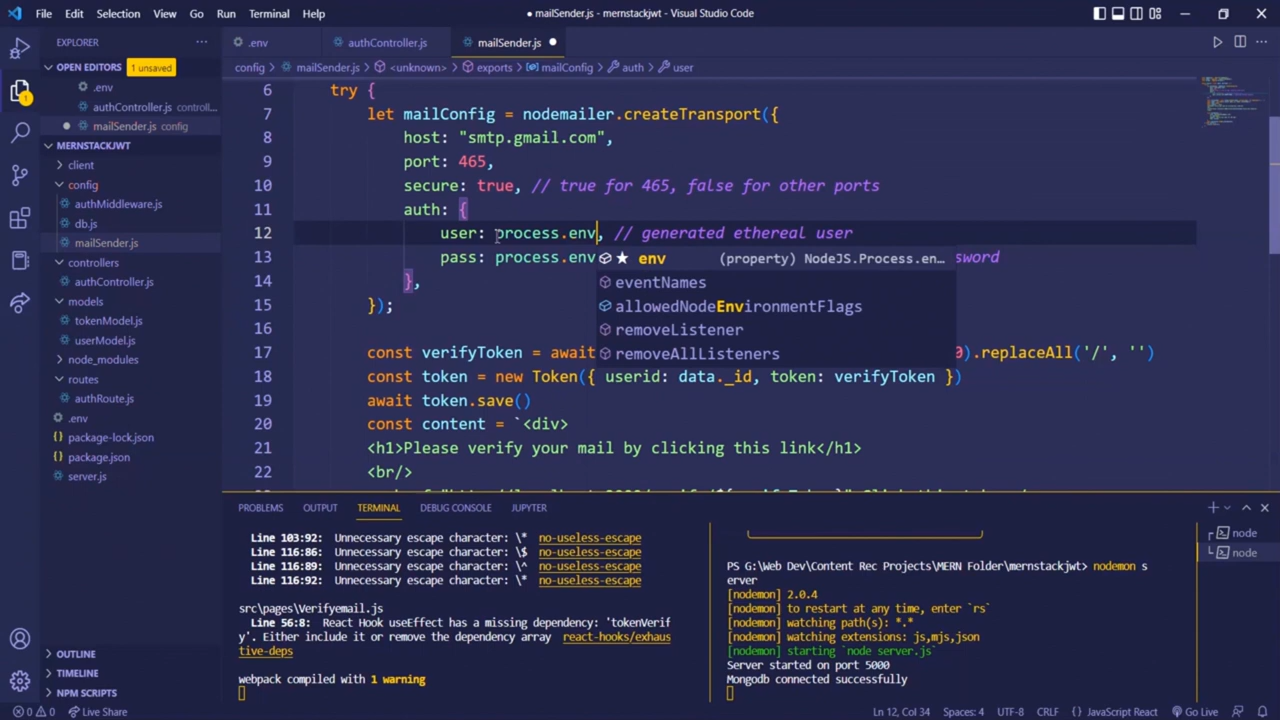 File Edit Selection View Go Run Terminal Help
● mailSender.js - mernstackjwt - Visual Studio Code
EXPLORER
OPEN EDITORS 1 unsaved
.env
authController.js controll...
mailSender.js config
MERNSTACKJWT
client
config
authMiddleware.js
db.js
mailSender.js
controllers
authController.js
models
tokenModel.js
userModel.js
node_modules
routes
authRoute.js
.env
package-lock.json
package.json
server.js
OUTLINE
TIMELINE
NPM SCRIPTS
.env authController.js mailSender.js
config > mailSender.js > <unknown> > exports > mailConfig > auth > user
6 try {
7 let mailConfig = nodemailer.createTransport({
8 host: "smtp.gmail.com",
9 port: 465,
10 secure: true, // true for 465, false for other ports
11 auth: {
12 user: process.env, // generated ethereal user
13 pass: process.env sword
14 },
15 });
16
17 const verifyToken = await 0).replaceAll('/', '')
18 const token = new Token({ userid: data._id, token: verifyToken })
19 await token.save()
20 const content = `<div>
21 <h1>Please verify your mail by clicking this link</h1>
22 <br/>
env (property) NodeJS.Process.en...
eventNames
allowedNodeEnvironmentFlags
removeListener
removeAllListeners
PROBLEMS OUTPUT TERMINAL DEBUG CONSOLE JUPYTER
Line 103:92: Unnecessary escape character: \* no-useless-escape
Line 116:86: Unnecessary escape character: \$ no-useless-escape
Line 116:89: Unnecessary escape character: \^ no-useless-escape
Line 116:92: Unnecessary escape character: \* no-useless-escape
src\pages\Verifyemail.js
Line 56:8: React Hook useEffect has a missing dependency: 'tokenVerif
y'. Either include it or remove the dependency array react-hooks/exhaus
tive-deps
webpack compiled with 1 warning
PS G:\Web Dev\Content Rec Projects\MERN Folder\mernstackjwt> nodemon s
erver
[nodemon] 2.0.4
[nodemon] to restart at any time, enter `rs`
[nodemon] watching path(s): *.*
[nodemon] watching extensions: js,mjs,json
[nodemon] starting `node server.js`
Server started on port 5000
Mongodb connected successfully
node
node
0 0 Live Share
Ln 12, Col 34 Spaces: 4 UTF-8 CRLF {} JavaScript React Go Live